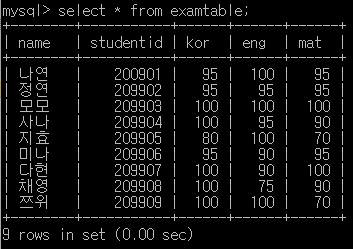 mysql> select * from examtable;
+--------+-----------+------+------+------+
| name | studentid | kor | eng | mat |
+--------+-----------+------+------+------+
| 나연 | 200901 | 95 | 100 | 95 |
| 정연 | 209902 | 95 | 95 | 95 |
| 모모 | 209903 | 100 | 100 | 100 |
| 사나 | 209904 | 100 | 95 | 90 |
| 지효 | 209905 | 80 | 100 | 70 |
| 미나 | 209906 | 95 | 90 | 95 |
| 다현 | 209907 | 100 | 90 | 100 |
| 채영 | 209908 | 100 | 75 | 90 |
| 쯔위 | 209909 | 100 | 100 | 70 |
+--------+-----------+------+------+------+
9 rows in set (0.00 sec)